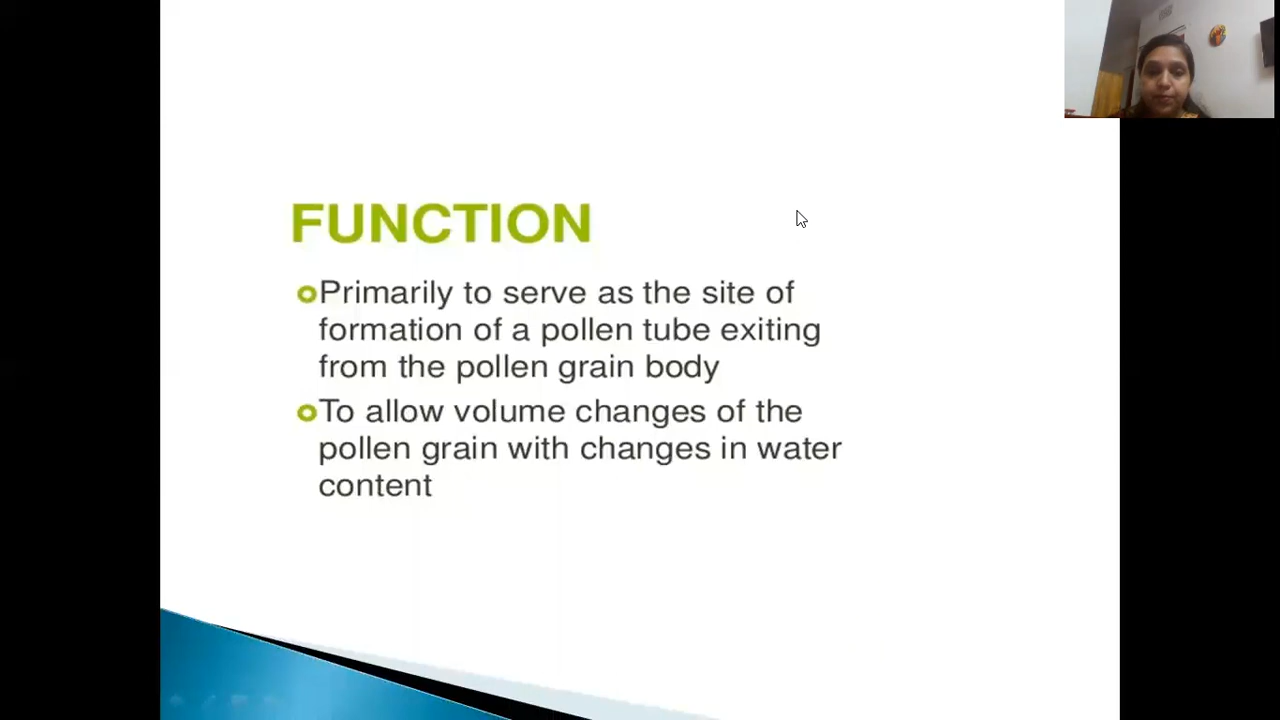 FUNCTION
Primarily to serve as the site of
formation of a pollen tube exiting
from the pollen grain body
To allow volume changes of the
pollen grain with changes in water
content